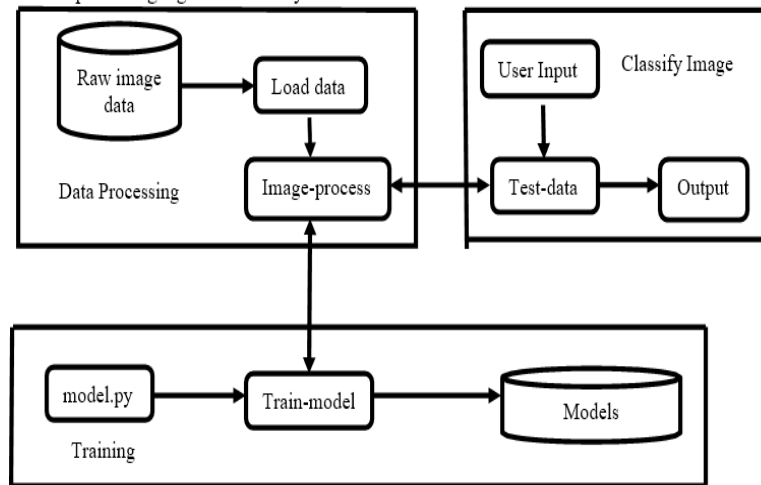 Raw image
data
Load data
Image-process
Data Processing
User Input
Classify Image
Test-data
Output
model.py
Train-model
Models
Training